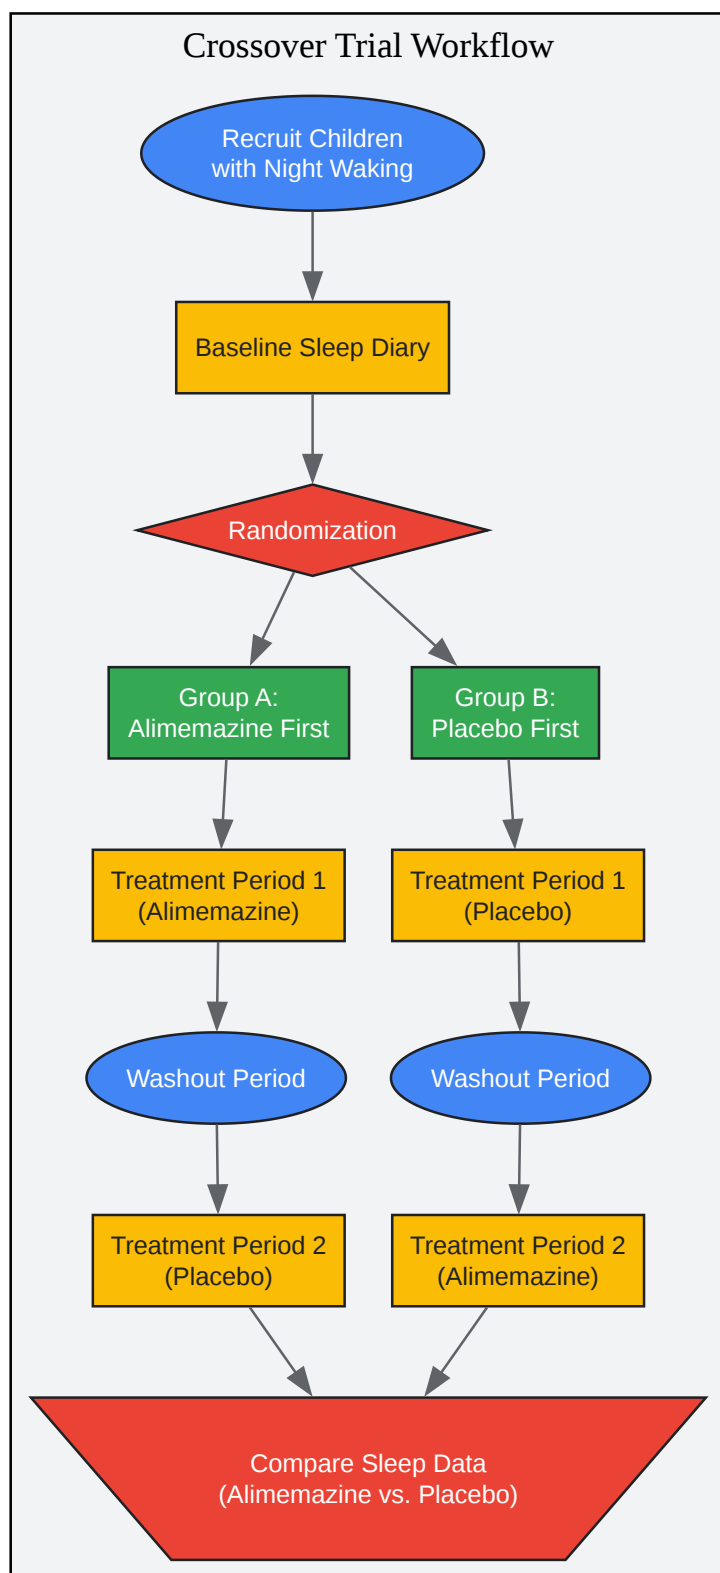 Crossover Trial Workflow
Recruit Children
with Night Waking
Baseline Sleep Diary
Randomization
Group A:
Alimemazine First
Group B:
Placebo First
Treatment Period 1
(Alimemazine)
Treatment Period 1
(Placebo)
Washout Period
Washout Period
Treatment Period 2
(Placebo)
Treatment Period 2
(Alimemazine)
Compare Sleep Data
(Alimemazine vs. Placebo)